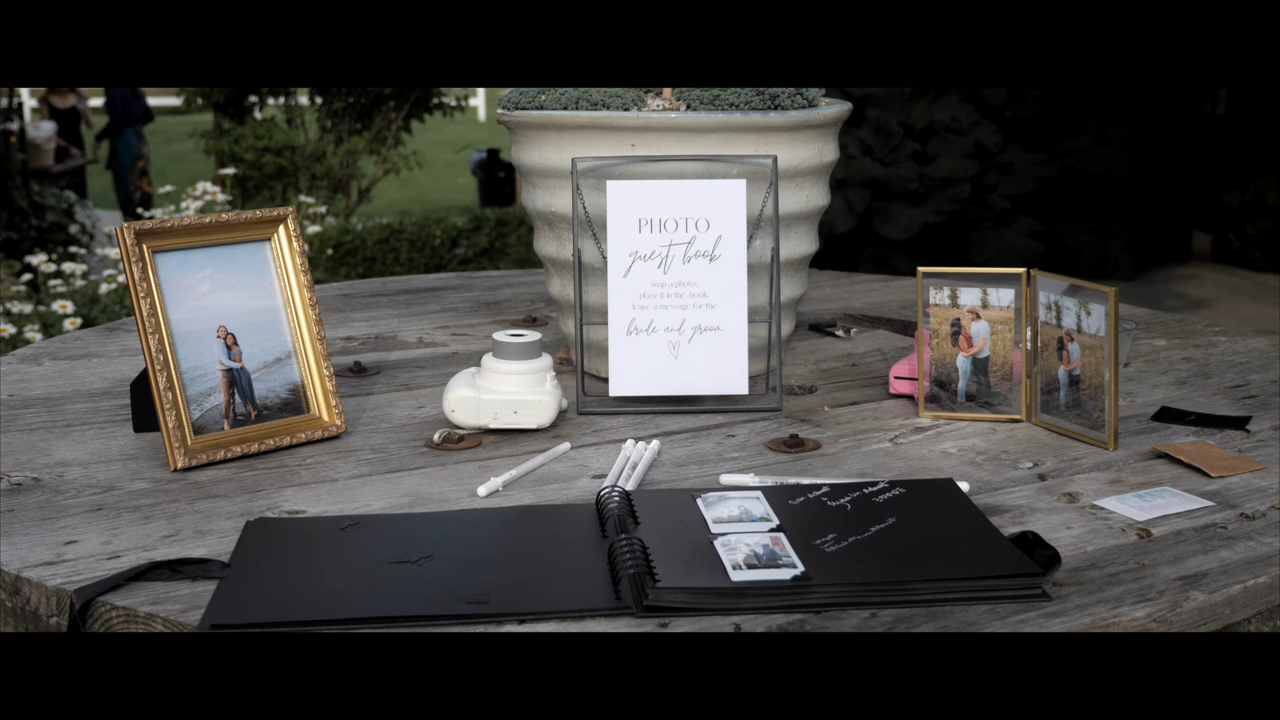 PHOTO
guest book
snap a photo,
place it in the book,
leave a message for the
bride and groom